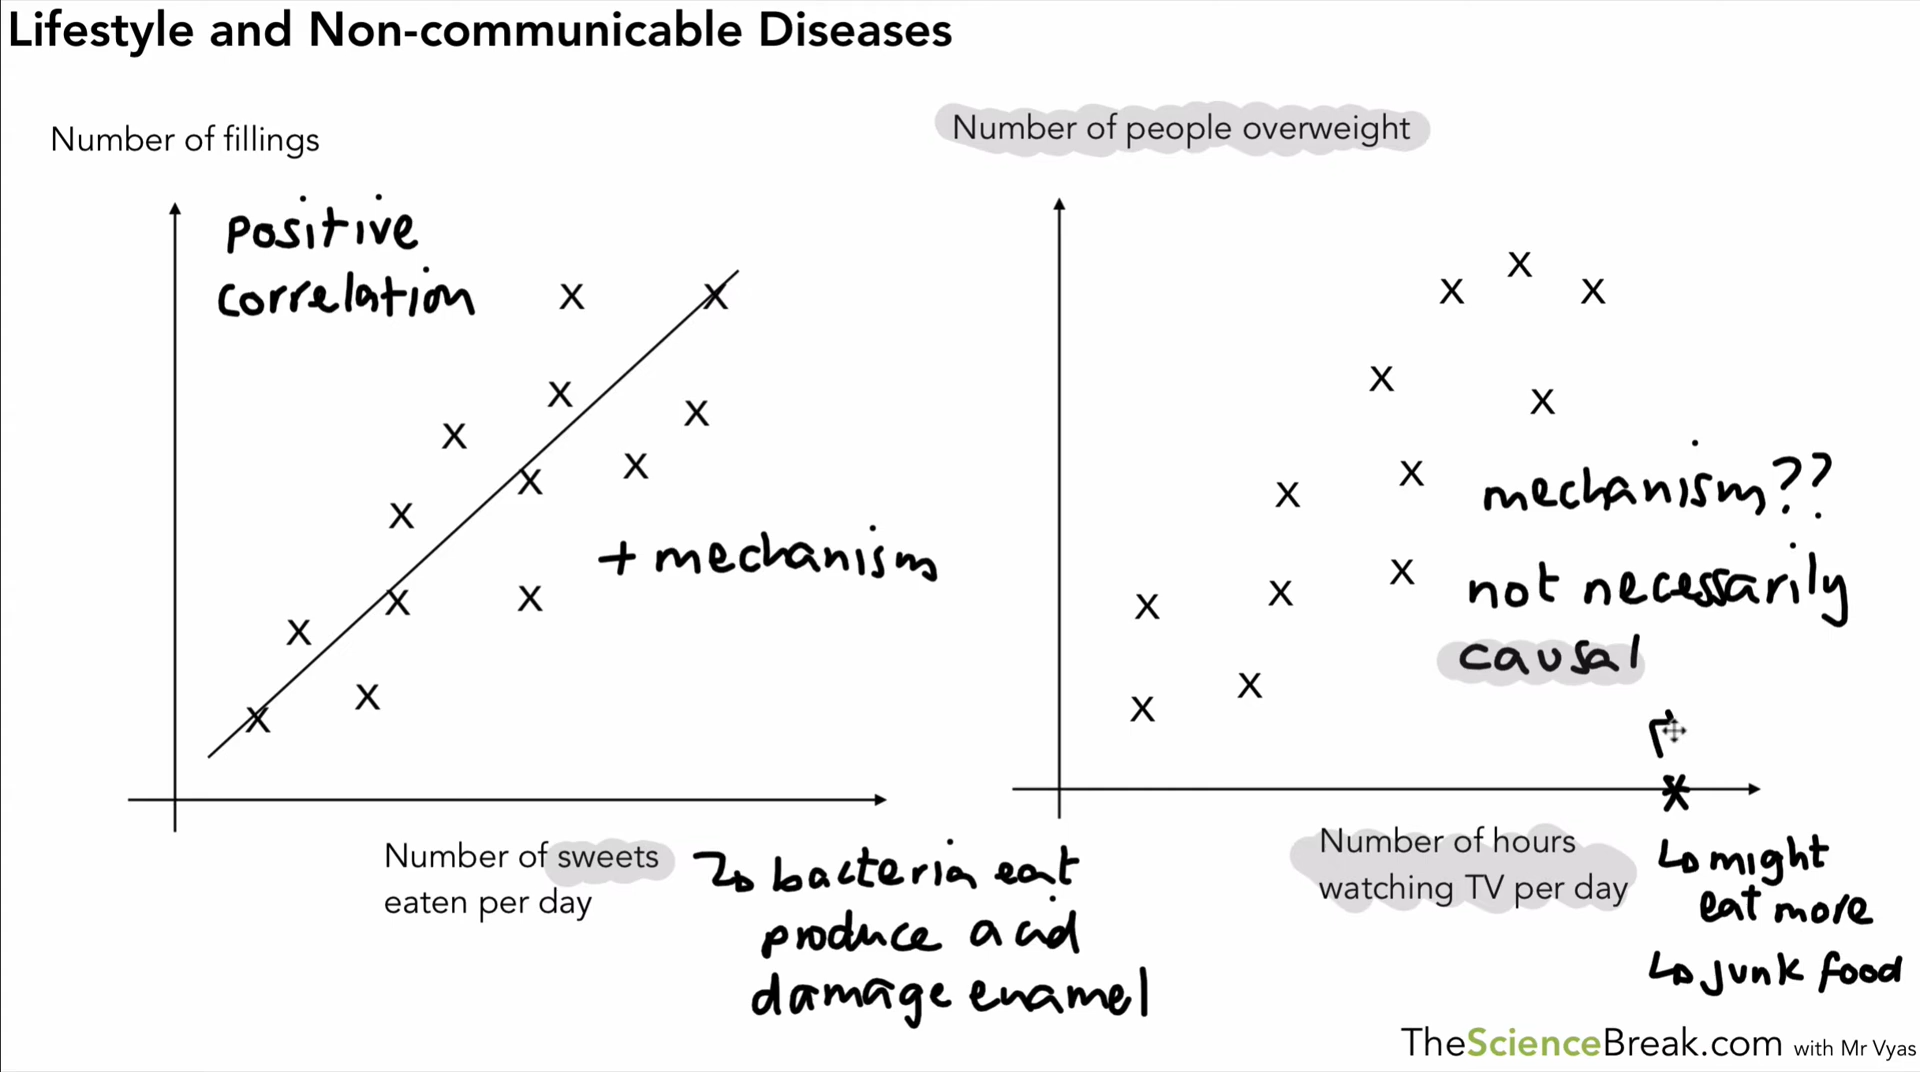 Lifestyle and Non-communicable Diseases
Number of fillings
positive
correlation
+ mechanism
Number of sweets
eaten per day
bacteria eat
produce acid
damage enamel
Number of people overweight
mechanism??
not necessarily
causal
*
Number of hours
watching TV per day
might
eat more
junk food
TheScienceBreak.com with Mr Vyas